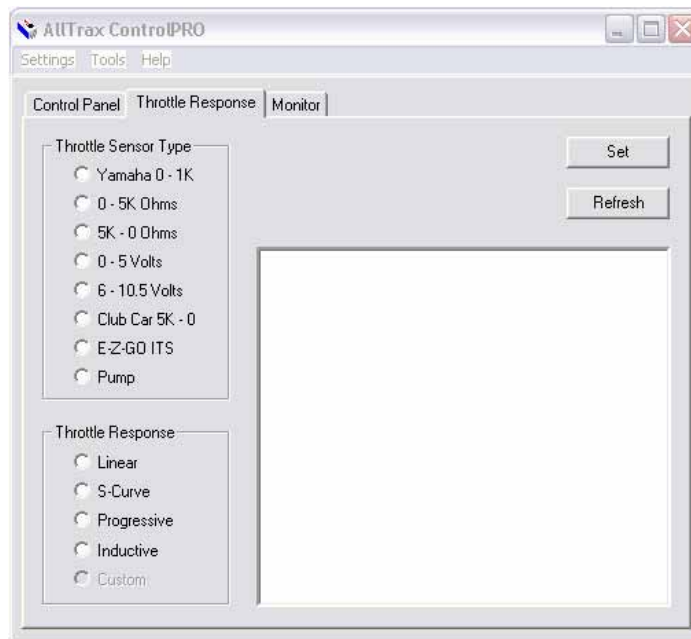 AllTrax ControlPRO
Settings Tools Help
Control Panel Throttle Response Monitor
Throttle Sensor Type
Yamaha 0 - 1K
0 - 5K Ohms
5K - 0 Ohms
0 - 5 Volts
6 - 10.5 Volts
Club Car 5K - 0
E-Z-GO ITS
Pump
Set
Refresh
Throttle Response
Linear
S-Curve
Progressive
Inductive
Custom